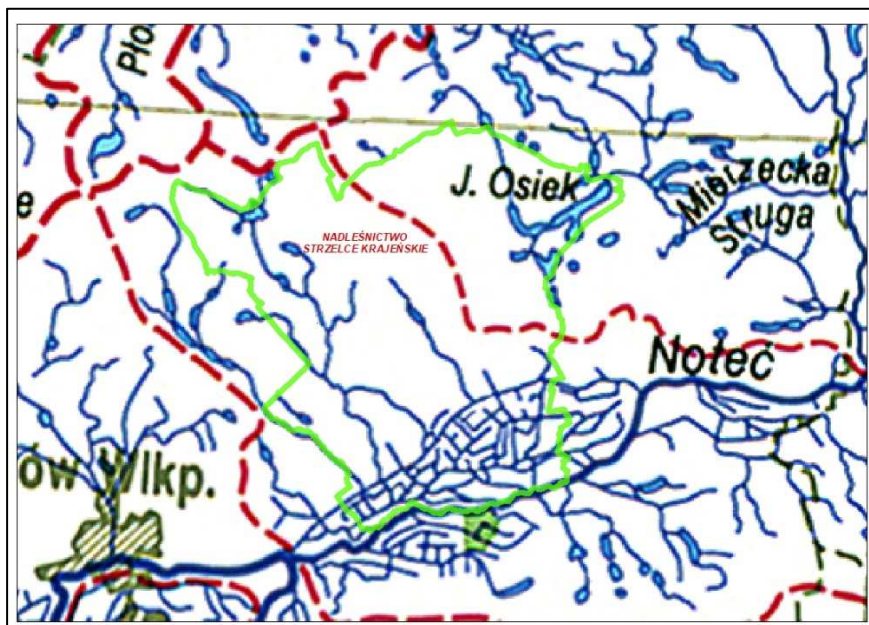 Pło
J. Osiek
Mierzęcka
Struga
e
NADLEŚNICTWO
STRZELCE KRAJEŃSKIE
Noteć
ów Wlkp.